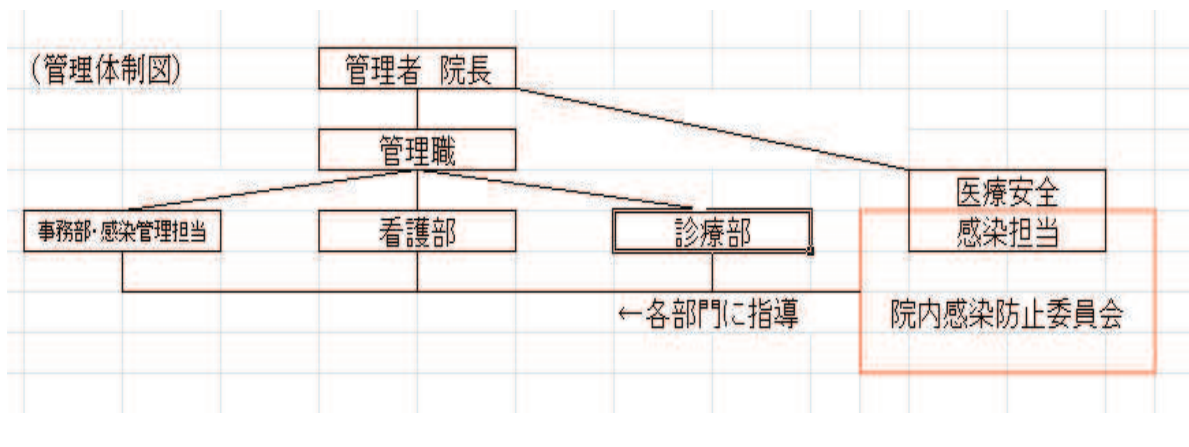 (管理体制図)
管理者 院長
管理職
医療安全
感染担当
事務部・感染管理担当
看護部
診療部
←各部門に指導
院内感染防止委員会